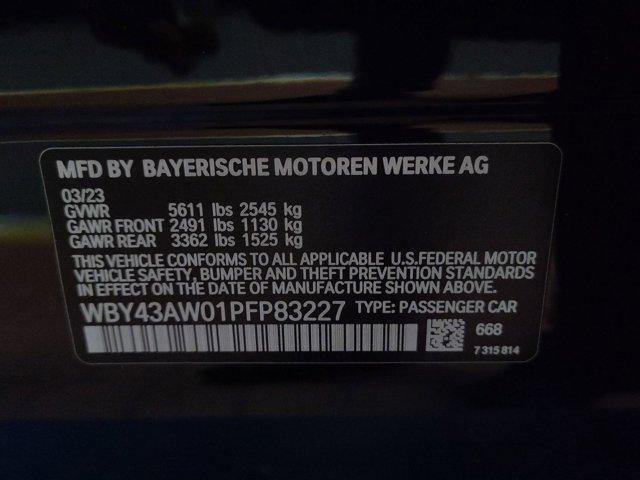 MFD BY BAYERISCHE MOTOREN WERKE AG
03/23
GVWR 5611 lbs 2545 kg
GAWR FRONT 2491 lbs 1130 kg
GAWR REAR 3362 lbs 1525 kg
THIS VEHICLE CONFORMS TO ALL APPLICABLE U.S.FEDERAL MOTOR
VEHICLE SAFETY, BUMPER AND THEFT PREVENTION STANDARDS
IN EFFECT ON THE DATE OF MANUFACTURE SHOWN ABOVE.
WBY43AW01PFP83227 TYPE: PASSENGER CAR
668
7 315 814